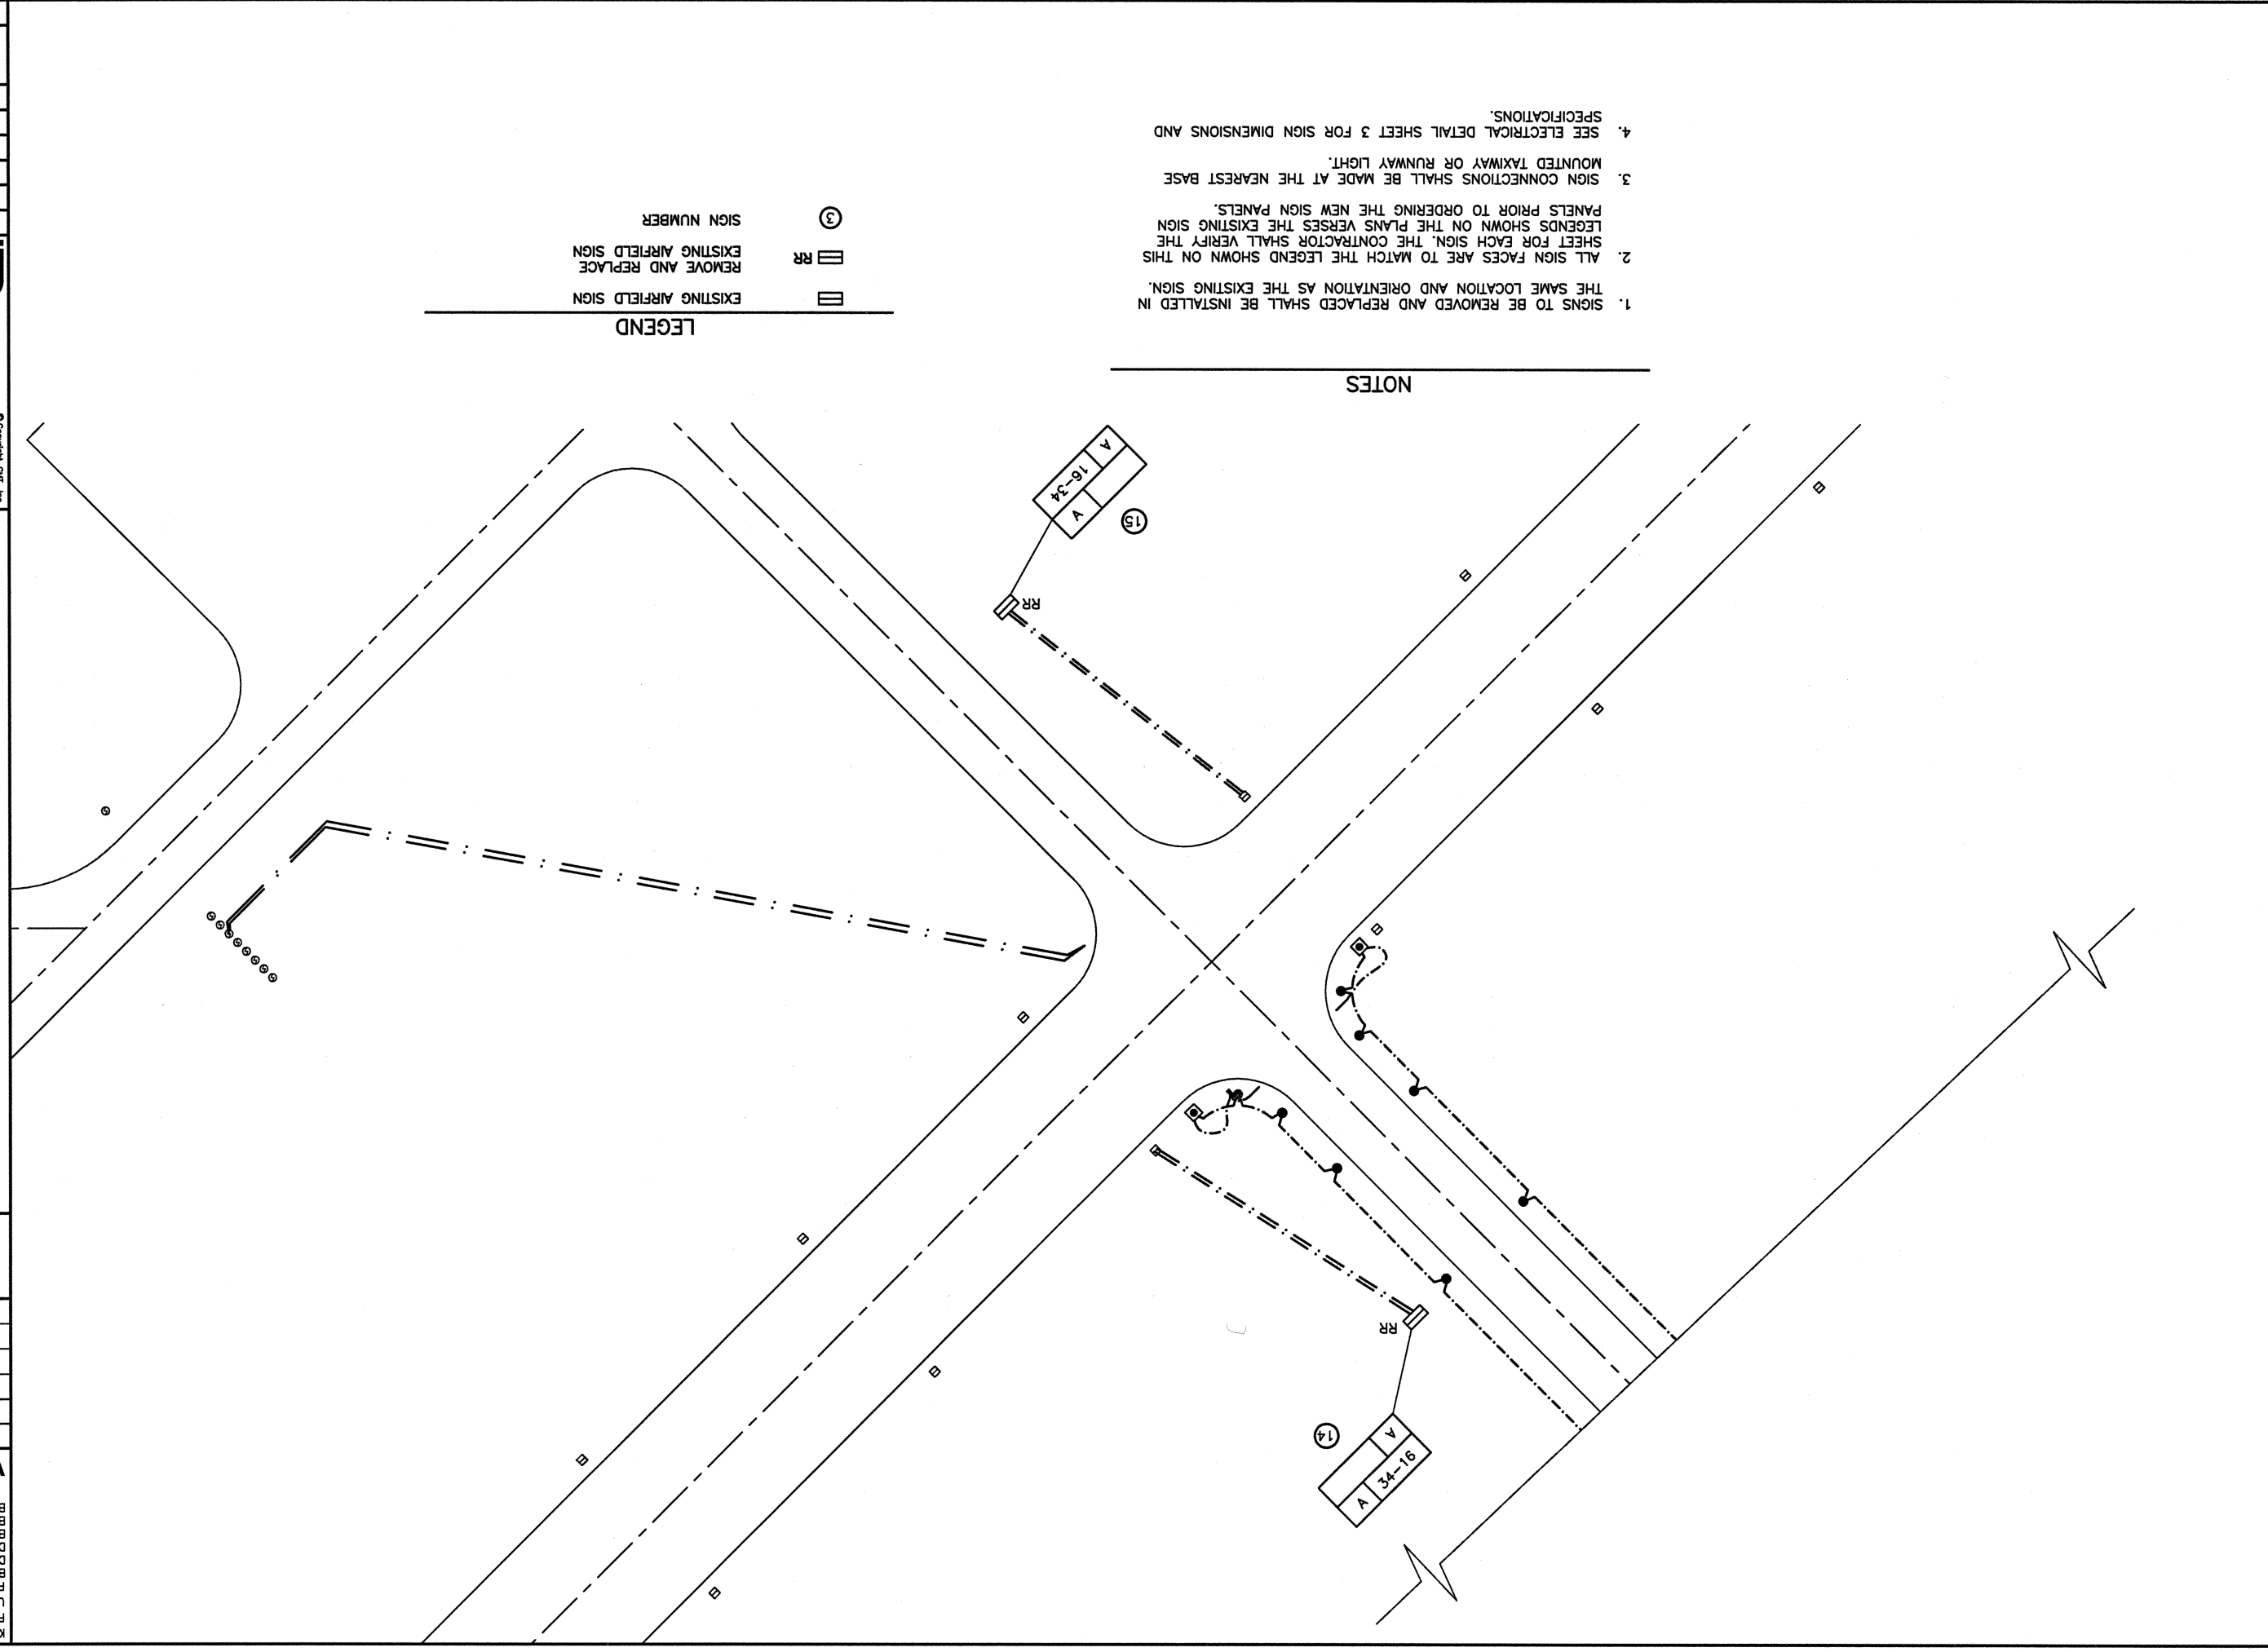 NOTES
1. SIGNS TO BE REMOVED AND REPLACED SHALL BE INSTALLED IN
THE SAME LOCATION AND ORIENTATION AS THE EXISTING SIGN.
2. ALL SIGN FACES ARE TO MATCH THE LEGEND SHOWN ON THIS
SHEET FOR EACH SIGN. THE CONTRACTOR SHALL VERIFY THE
LEGENDS SHOWN ON THE PLANS VERSES THE EXISTING SIGN
PANELS PRIOR TO ORDERING THE NEW SIGN PANELS.
3. SIGN CONNECTIONS SHALL BE MADE AT THE NEAREST BASE
MOUNTED TAXIWAY OR RUNWAY LIGHT.
4. SEE ELECTRICAL DETAIL SHEET 3 FOR SIGN DIMENSIONS AND
SPECIFICATIONS.
LEGEND
EXISTING AIRFIELD SIGN
RR REMOVE AND REPLACE
EXISTING AIRFIELD SIGN
3 SIGN NUMBER
14
A 34-16
A
RR
15
A
16-34 A
RR